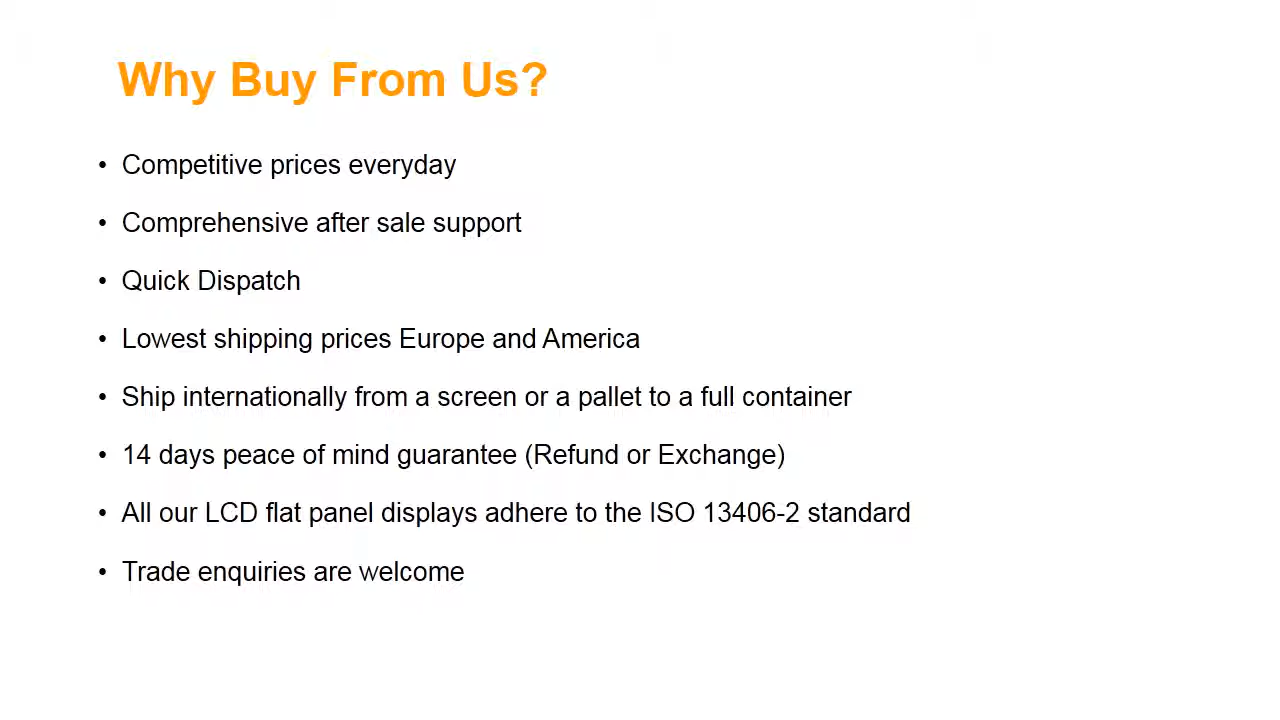 Why Buy From Us?
• Competitive prices everyday
• Comprehensive after sale support
• Quick Dispatch
• Lowest shipping prices Europe and America
• Ship internationally from a screen or a pallet to a full container
• 14 days peace of mind guarantee (Refund or Exchange)
• All our LCD flat panel displays adhere to the ISO 13406-2 standard
• Trade enquiries are welcome